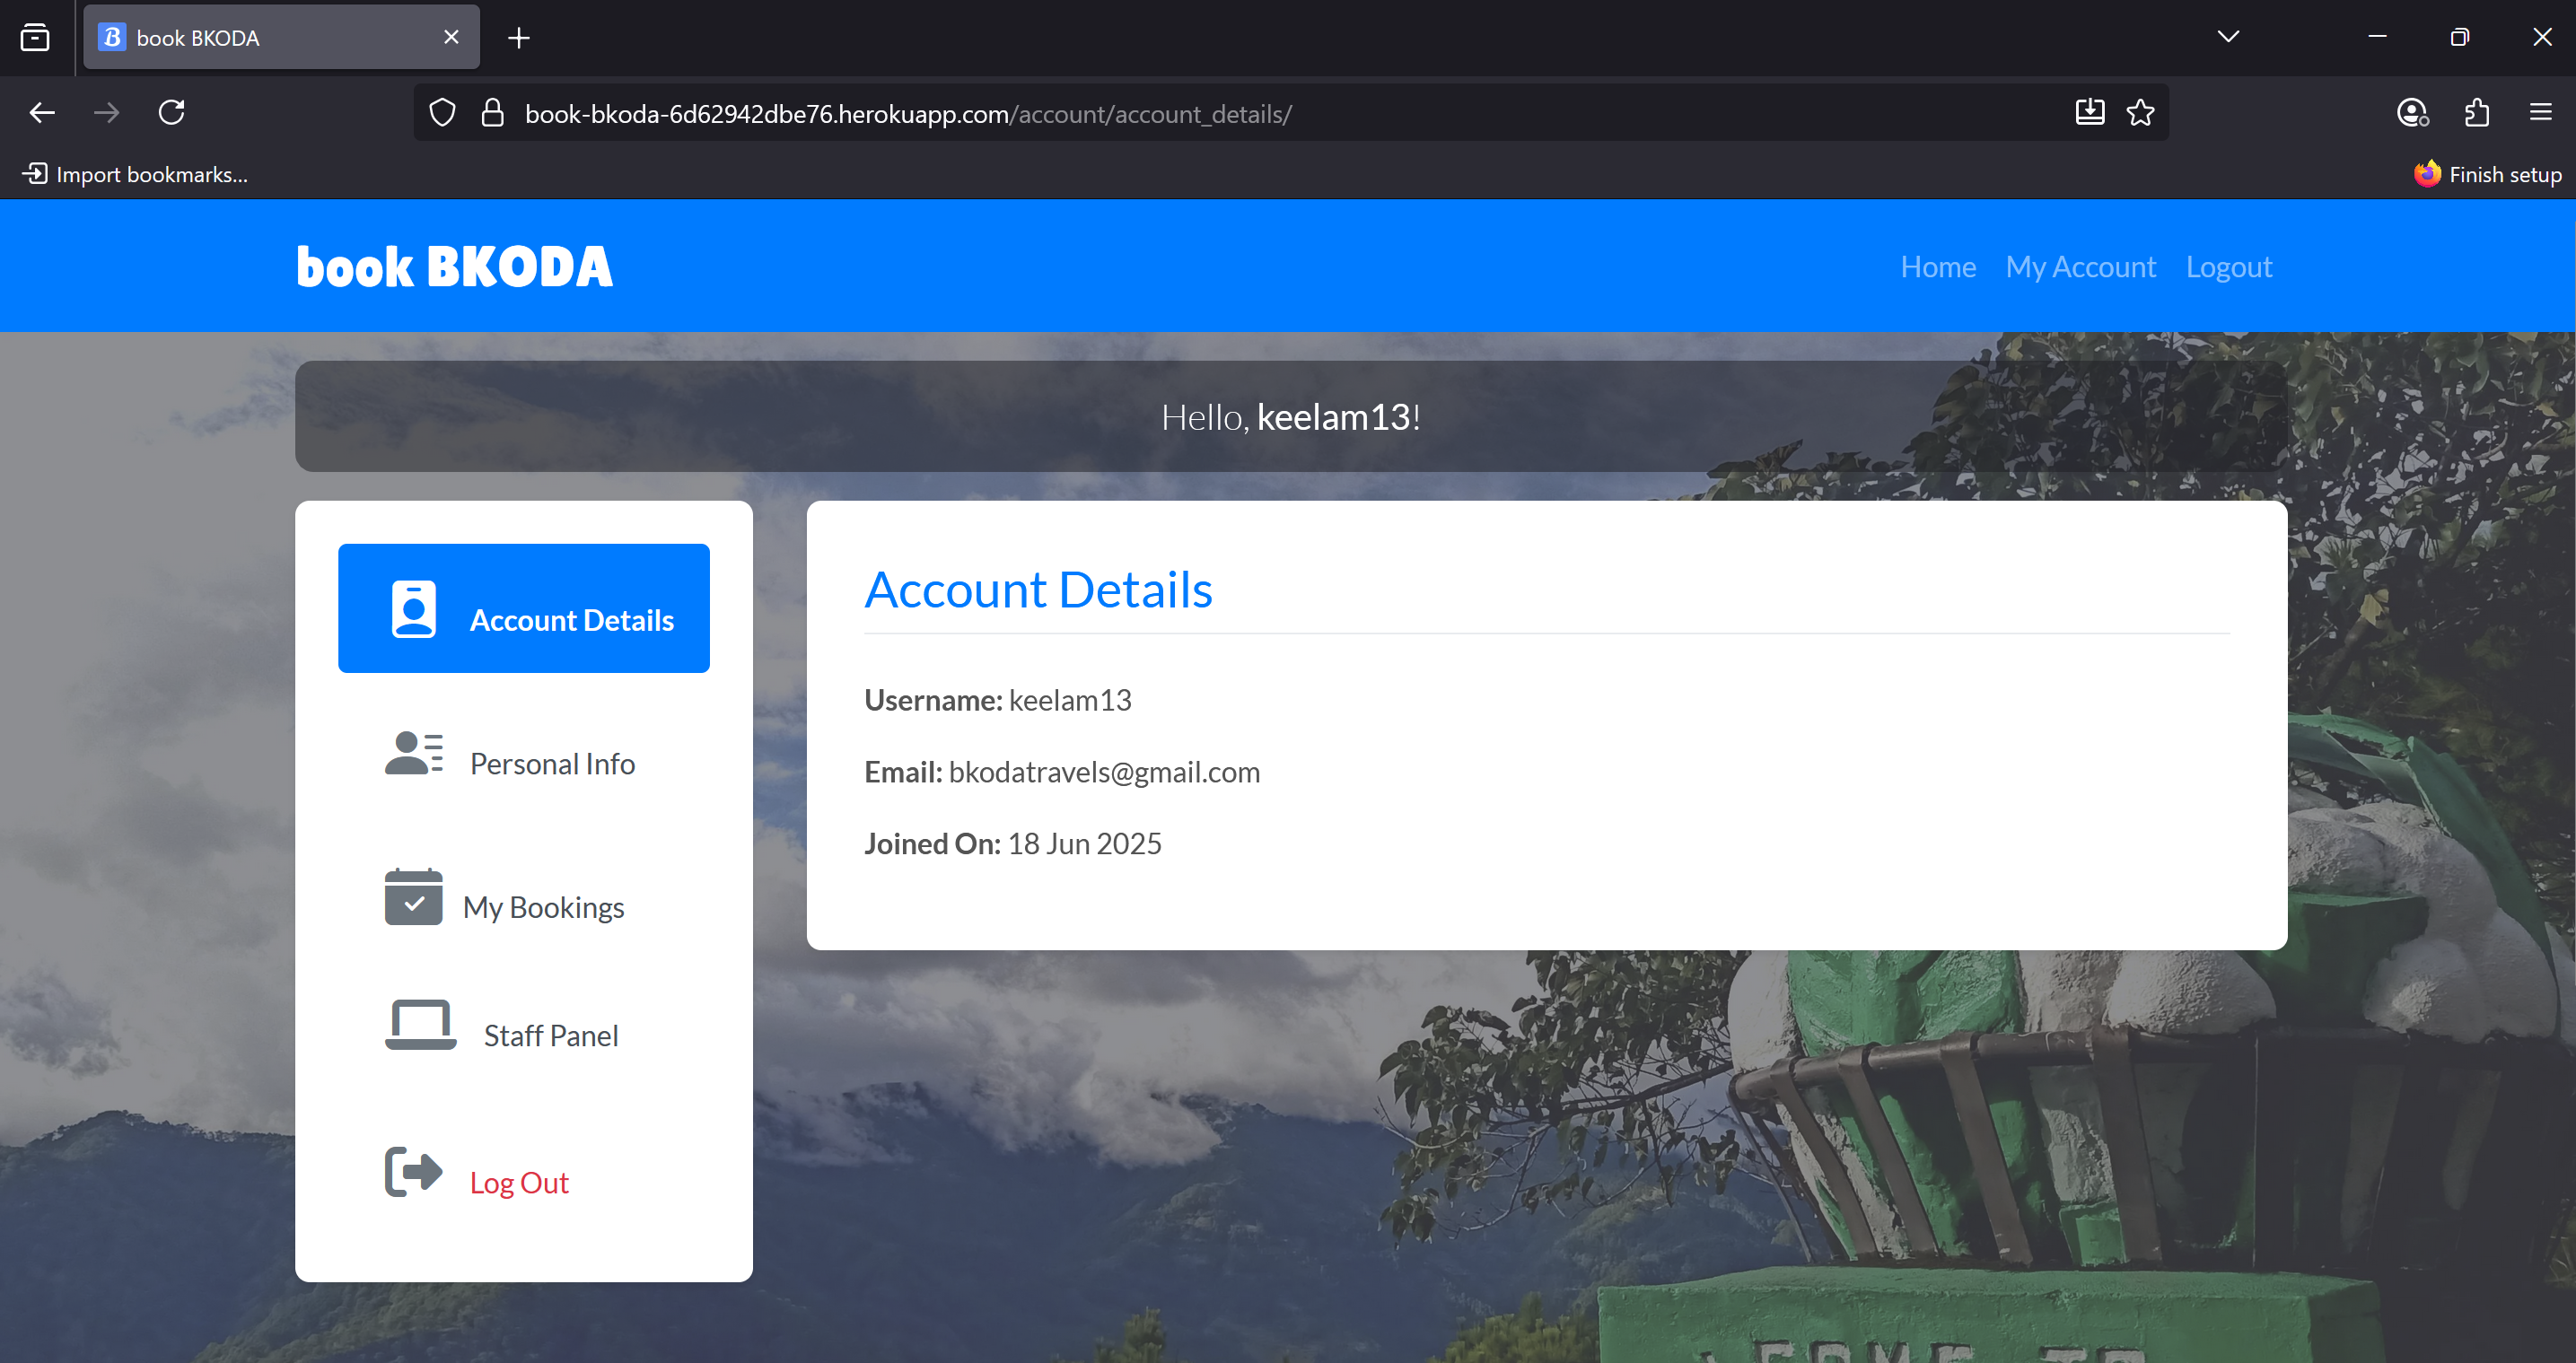 book BKODA
book-bkoda-6d62942dbe76.herokuapp.com/account/account_details/
Import bookmarks...
Finish setup
book BKODA
Home My Account Logout
Hello, keelam13!
Account Details
Personal Info
My Bookings
Staff Panel
Log Out
Account Details
Username: keelam13
Email: bkodatravels@gmail.com
Joined On: 18 Jun 2025